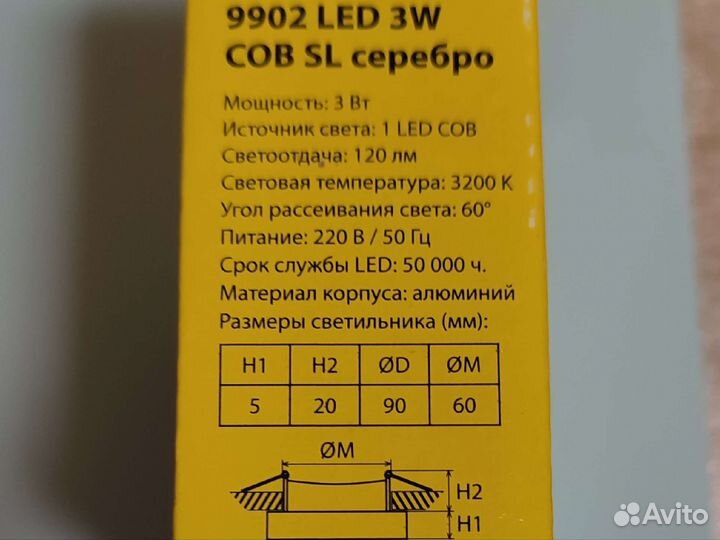 9902 LED 3W
COB SL серебро
Мощность: 3 Вт
Источник света: 1 LED COB
Светоотдача: 120 лм
Световая температура: 3200 К
Угол рассеивания света: 60°
Питание: 220 В / 50 Гц
Срок службы LED: 50 000 ч.
Материал корпуса: алюминий
Размеры светильника (мм):
H1 H2 ØD ØM
5 20 90 60
ØM
H2
H1
Avito